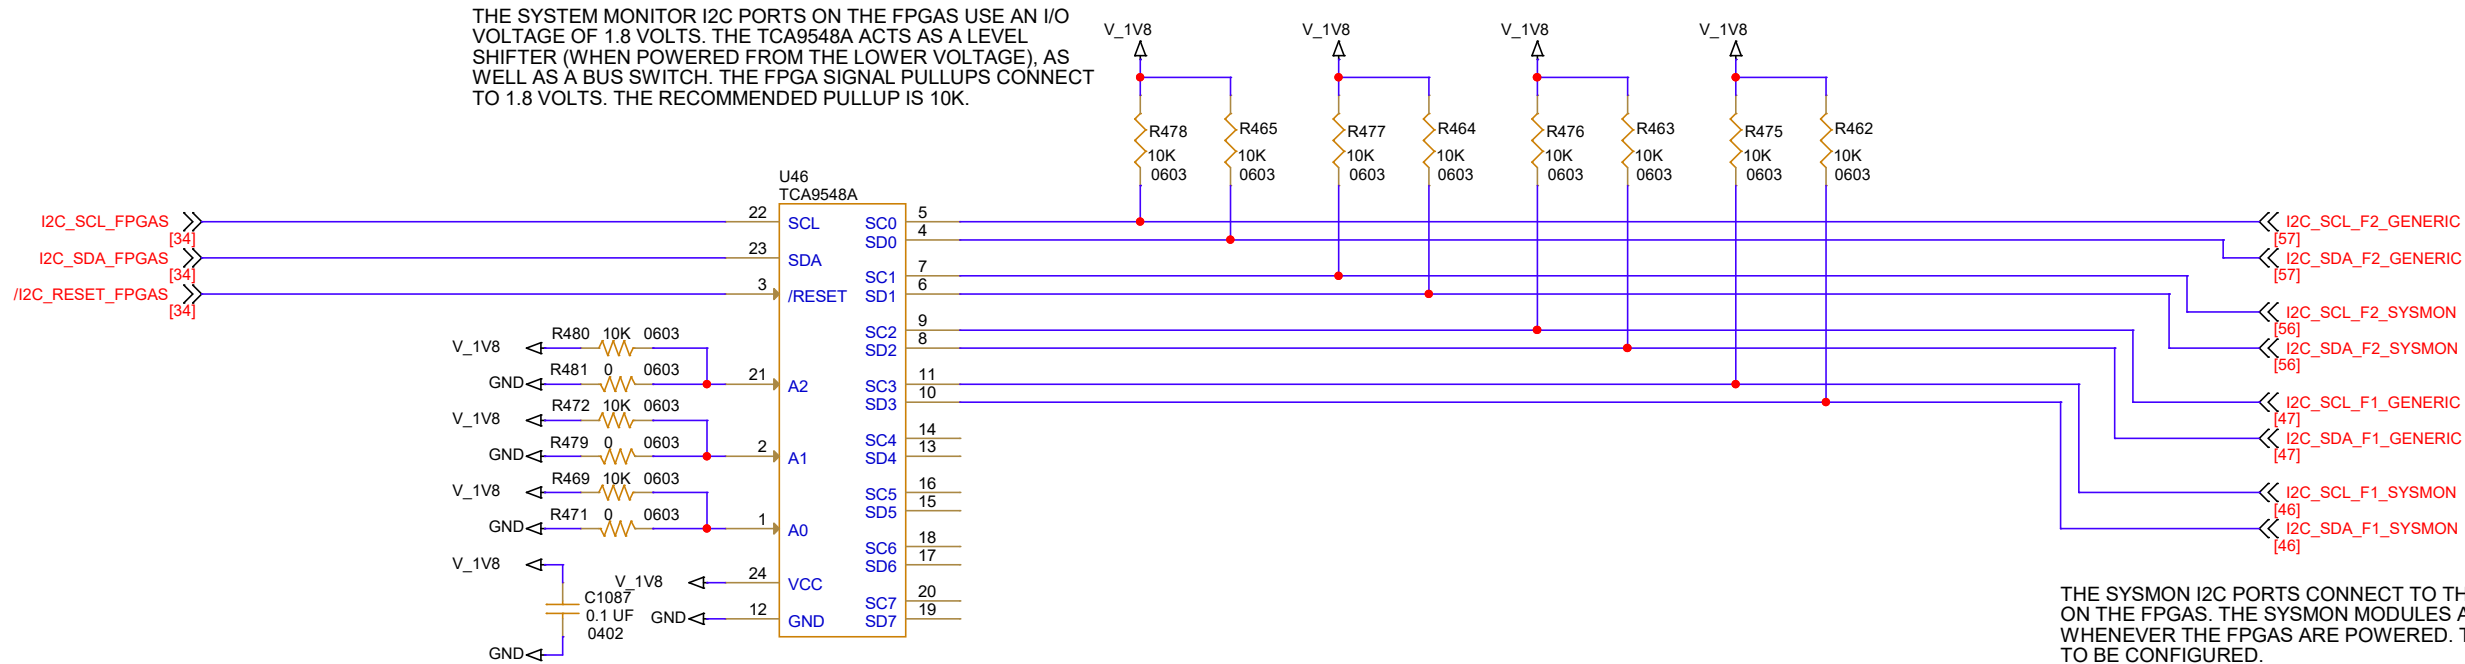 THE SYSTEM MONITOR I2C PORTS ON THE FPGAS USE AN I/O
VOLTAGE OF 1.8 VOLTS. THE TCA9548A ACTS AS A LEVEL
SHIFTER (WHEN POWERED FROM THE LOWER VOLTAGE), AS
WELL AS A BUS SWITCH. THE FPGA SIGNAL PULLUPS CONNECT
TO 1.8 VOLTS. THE RECOMMENDED PULLUP IS 10K.
V_1V8
V_1V8
V_1V8
V_1V8
R478
10K
0603
R465
10K
0603
R477
10K
0603
R464
10K
0603
R476
10K
0603
R463
10K
0603
R475
10K
0603
R462
10K
0603
U46
TCA9548A
I2C_SCL_FPGAS
[34]
I2C_SDA_FPGAS
[34]
/I2C_RESET_FPGAS
[34]
22 SCL
23 SDA
3 /RESET
V_1V8 R480 10K 0603
GND R481 0 0603
21 A2
V_1V8 R472 10K 0603
GND R479 0 0603
2 A1
V_1V8 R469 10K 0603
GND R471 0 0603
1 A0
V_1V8
C1087
0.1 UF
0402
GND
V_1V8 24 VCC
GND 12 GND
SC0 5
SD0 4
SC1 7
SD1 6
SC2 9
SD2 8
SC3 11
SD3 10
SC4 14
SD4 13
SC5 16
SD5 15
SC6 18
SD6 17
SC7 20
SD7 19
I2C_SCL_F2_GENERIC
[57]
I2C_SDA_F2_GENERIC
[57]
I2C_SCL_F2_SYSMON
[56]
I2C_SDA_F2_SYSMON
[56]
I2C_SCL_F1_GENERIC
[47]
I2C_SDA_F1_GENERIC
[47]
I2C_SCL_F1_SYSMON
[46]
I2C_SDA_F1_SYSMON
[46]
THE SYSMON I2C PORTS CONNECT TO TH
ON THE FPGAS. THE SYSMON MODULES A
WHENEVER THE FPGAS ARE POWERED. T
TO BE CONFIGURED.